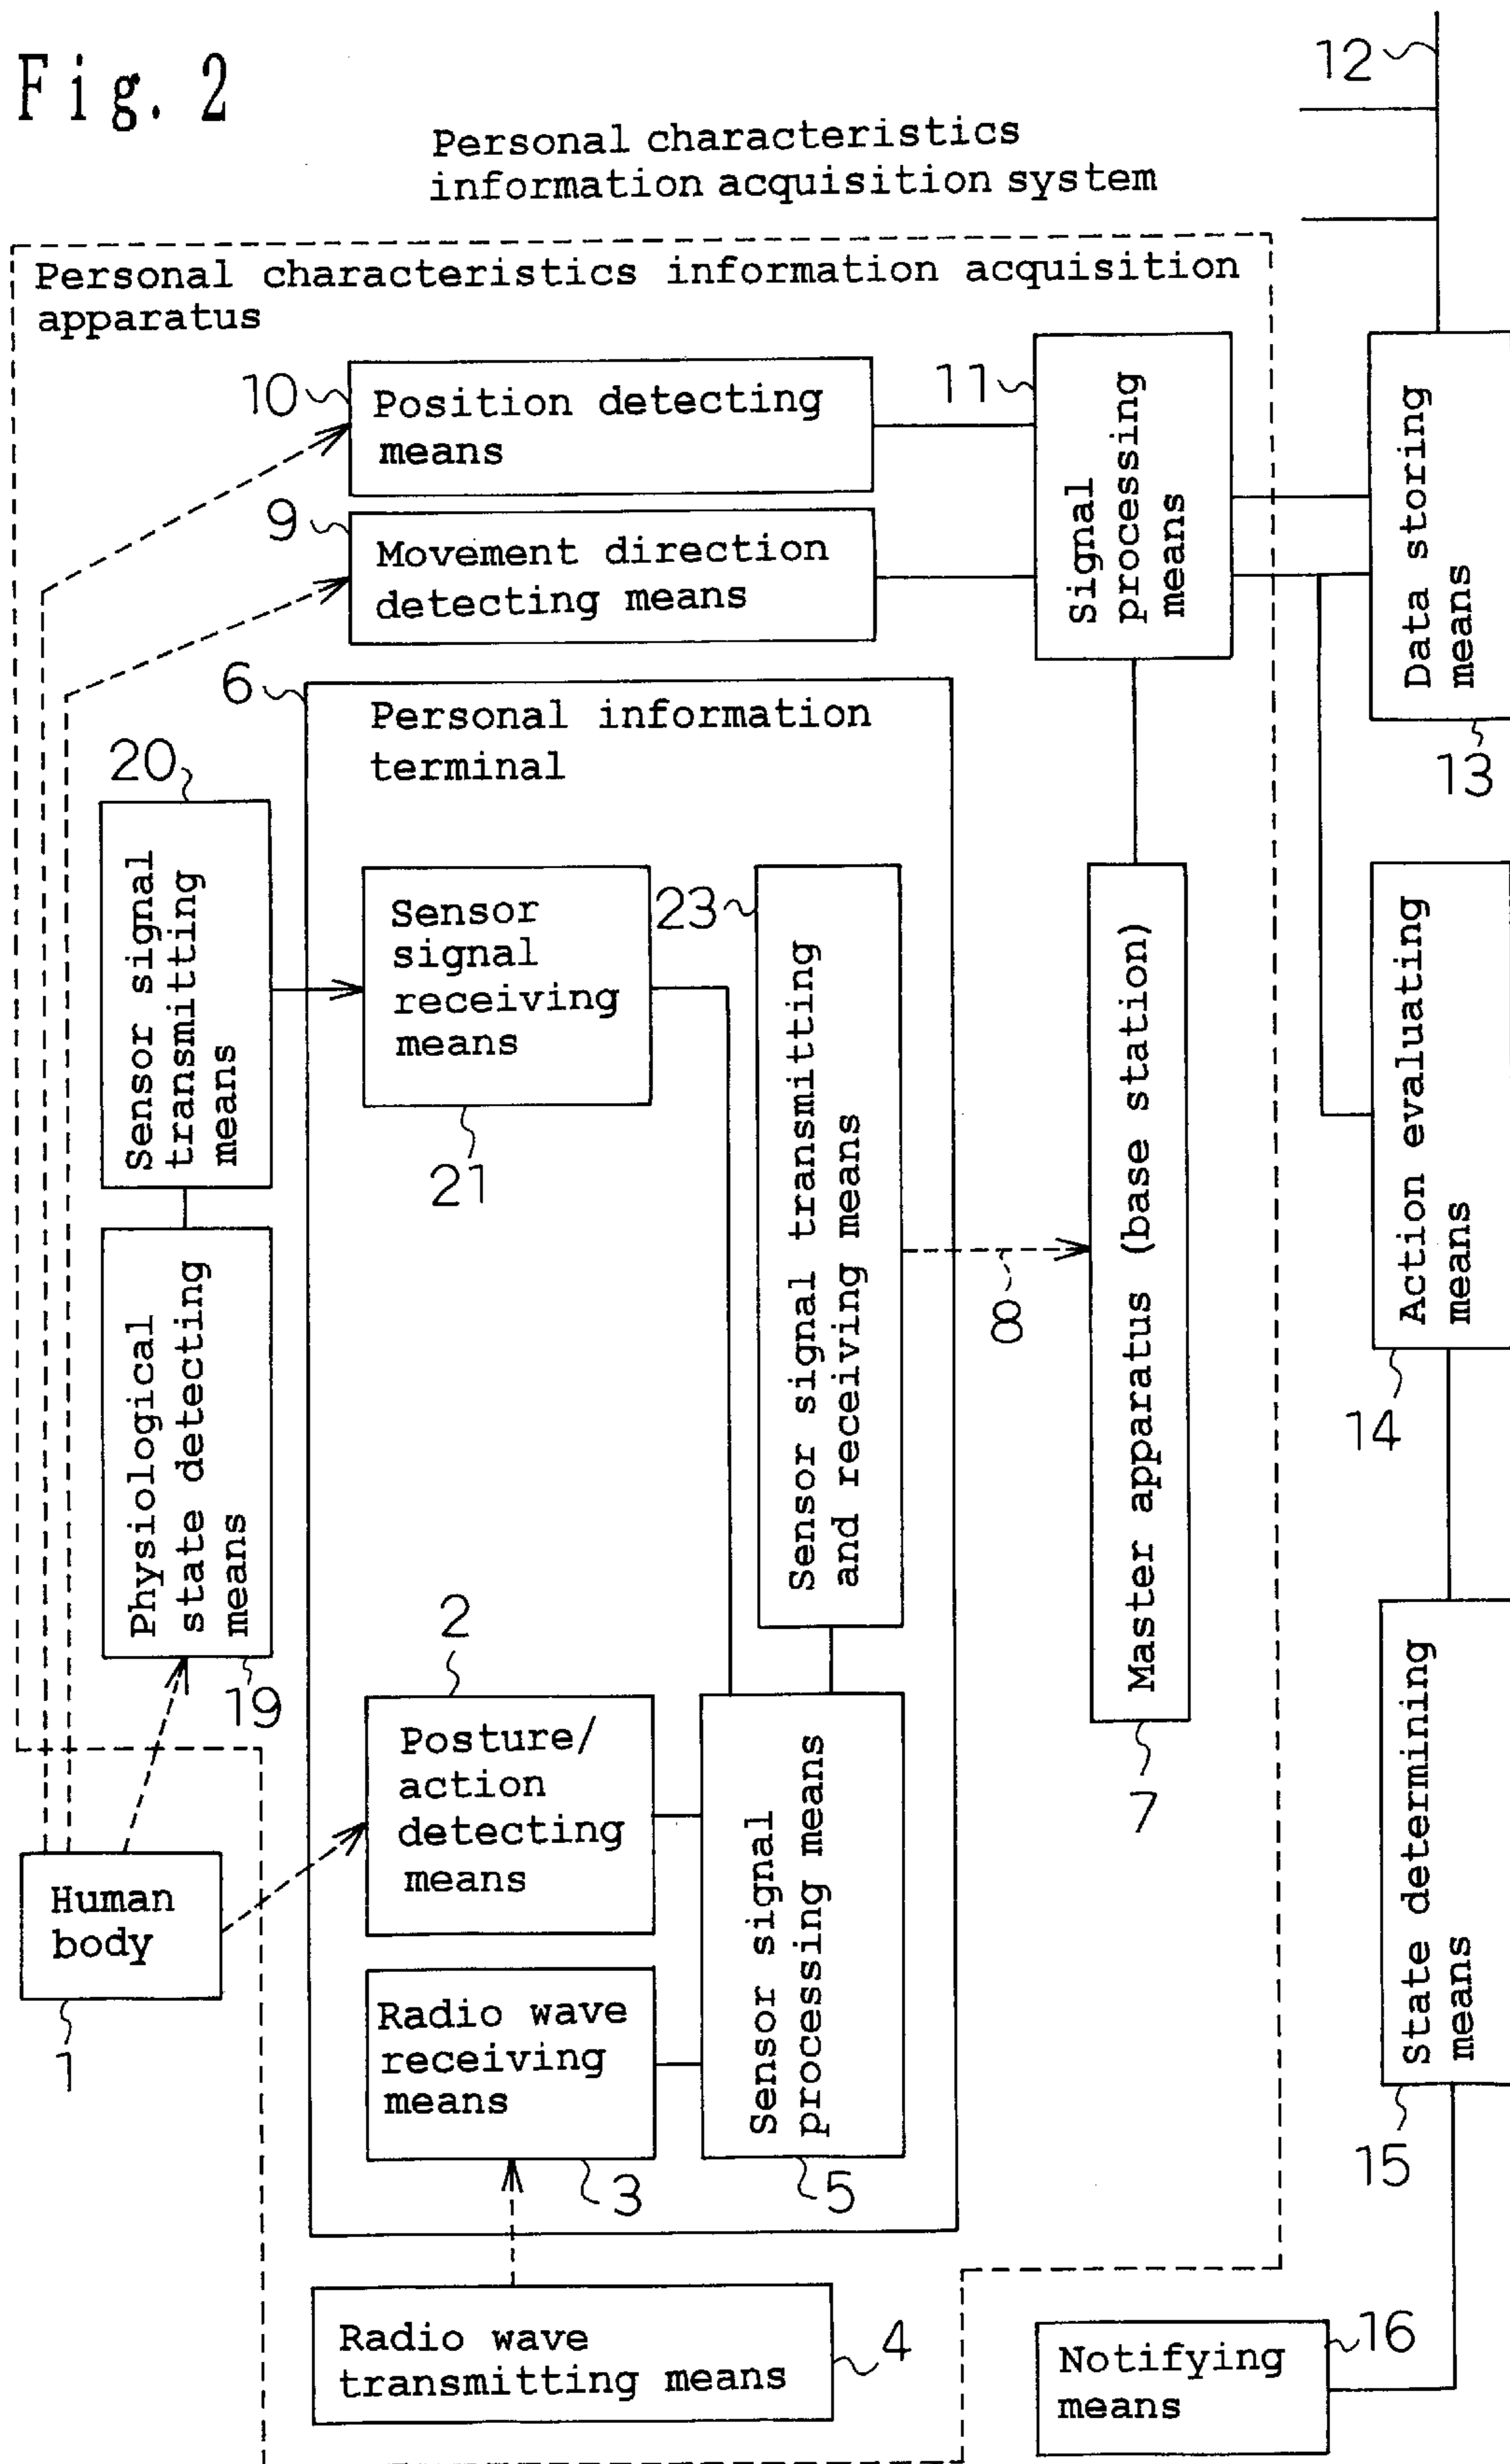 Fig. 2
12
Personal characteristics
information acquisition system
Personal characteristics information acquisition
apparatus
10
Position detecting
means
11
Signal
processing
means
9
Movement direction
detecting means
Data storing
means
13
6
Personal information
terminal
20
Sensor signal
transmitting
means
Sensor
signal
receiving
means
21
23
Sensor signal transmitting
and receiving means
8
Master apparatus (base station)
7
Action evaluating
means
14
Physiological
state detecting
means
19
2
Posture/
action
detecting
means
Sensor signal
processing means
5
Human
body
1
Radio wave
receiving
means
3
State determining
means
15
Radio wave
transmitting means
4
Notifying
means
16